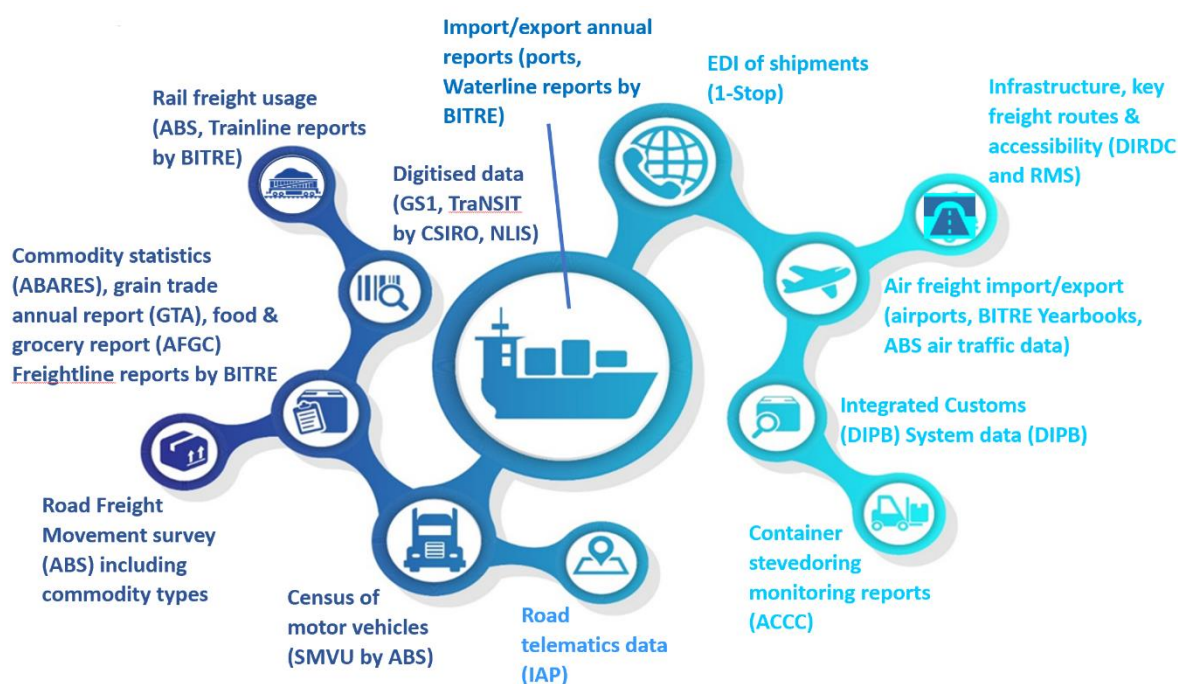 Import/export annual
reports (ports,
Waterline reports by
BITRE)
EDI of shipments
(1-Stop)
Infrastructure, key
freight routes &
accessibility (DIRDC
and RMS)
Rail freight usage
(ABS, Trainline reports
by BITRE)
Digitised data
(GS1, TraNSIT
by CSIRO, NLIS)
Commodity statistics
(ABARES), grain trade
annual report (GTA), food &
grocery report (AFGC)
Freightline reports by BITRE
Air freight import/export
(airports, BITRE Yearbooks,
ABS air traffic data)
Integrated Customs
(DIPB) System data (DIPB)
Road Freight
Movement survey
(ABS) including
commodity types
Census of
motor vehicles
(SMVU by ABS)
Road
telematics data
(IAP)
Container
stevedoring
monitoring reports
(ACCC)